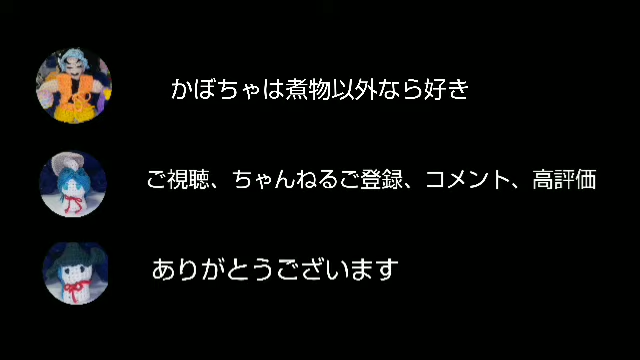 かぼちゃは煮物以外なら好き
ご視聴、ちゃんねるご登録、コメント、高評価
ありがとうございます